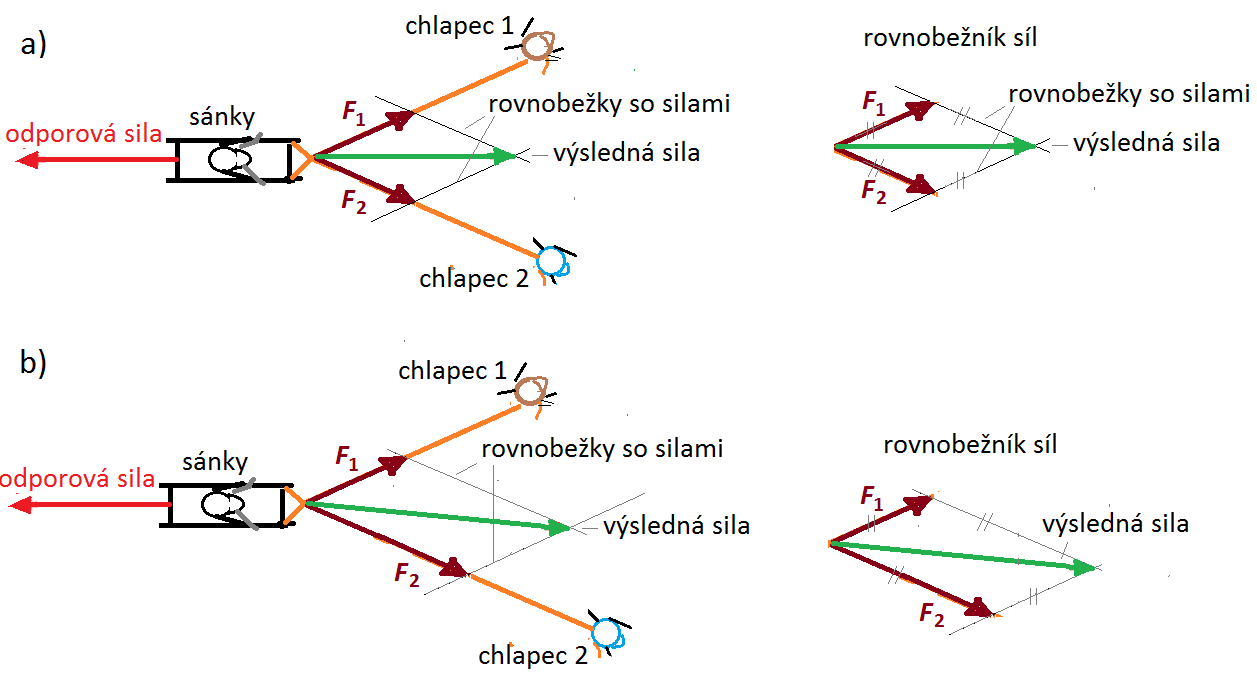 a)
chlapec 1
rovnobežník síl
sánky
odporová sila
F1
rovnobežky so silami
výsledná sila
F2
chlapec 2
F1
rovnobežky so silami
výsledná sila
F2
b)
chlapec 1
rovnobežník síl
sánky
odporová sila
F1
rovnobežky so silami
výsledná sila
F2
chlapec 2
F1
výsledná sila
F2